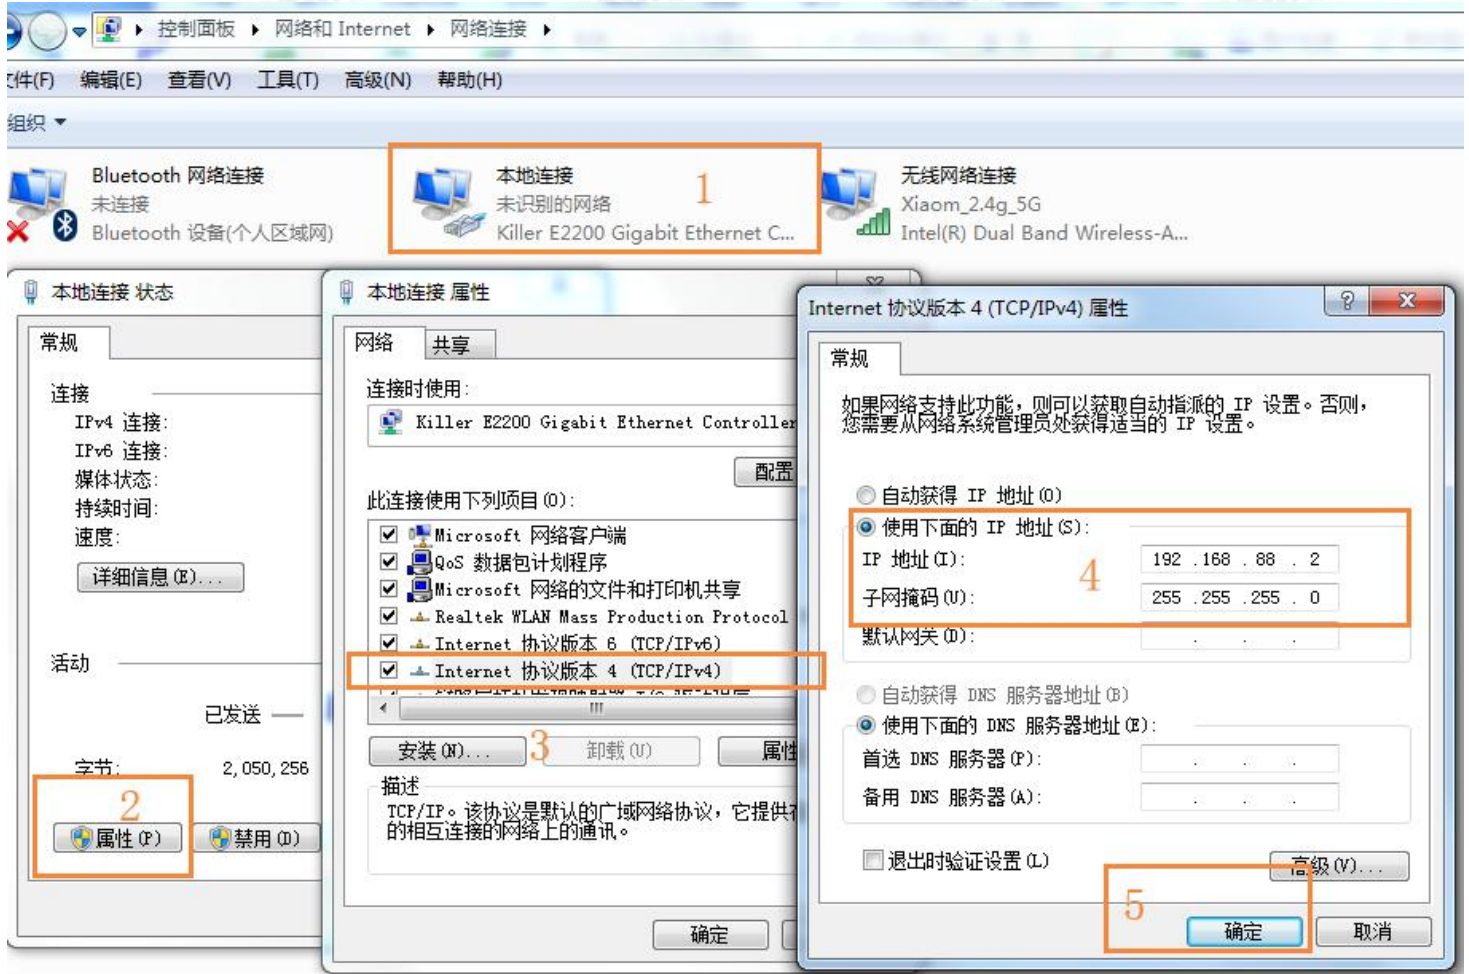 控制面板 ▸ 网络和 Internet ▸ 网络连接 ▸
件(F) 编辑(E) 查看(V) 工具(T) 高级(N) 帮助(H)
组织
Bluetooth 网络连接
未连接
Bluetooth 设备(个人区域网)
本地连接
未识别的网络
Killer E2200 Gigabit Ethernet C...
1
无线网络连接
Xiaom_2.4g_5G
Intel(R) Dual Band Wireless-A...
本地连接 状态
常规
连接
IPv4 连接:
IPv6 连接:
媒体状态:
持续时间:
速度:
详细信息(E)...
活动
已发送
字节: 2,050,256
2
属性(P) 禁用(D)
本地连接 属性
网络 共享
连接时使用:
Killer E2200 Gigabit Ethernet Controller
配置
此连接使用下列项目(O):
Microsoft 网络客户端
QoS 数据包计划程序
Microsoft 网络的文件和打印机共享
Realtek WLAN Mass Production Protocol
Internet 协议版本 6 (TCP/IPv6)
Internet 协议版本 4 (TCP/IPv4)
安装(N)... 3 卸载(U) 属性
描述
TCP/IP。该协议是默认的广域网络协议，它提供在
的相互连接的网络上的通讯。
确定
Internet 协议版本 4 (TCP/IPv4) 属性
常规
如果网络支持此功能，则可以获取自动指派的 IP 设置。否则，
您需要从网络系统管理员处获得适当的 IP 设置。
自动获得 IP 地址(O)
使用下面的 IP 地址(S):
IP 地址(I): 192 .168 . 88 . 2
4
子网掩码(U): 255 .255 .255 . 0
默认网关(D): . . .
自动获得 DNS 服务器地址(B)
使用下面的 DNS 服务器地址(E):
首选 DNS 服务器(P): . . .
备用 DNS 服务器(A): . . .
退出时验证设置(L)
高级(V)...
5
确定 取消